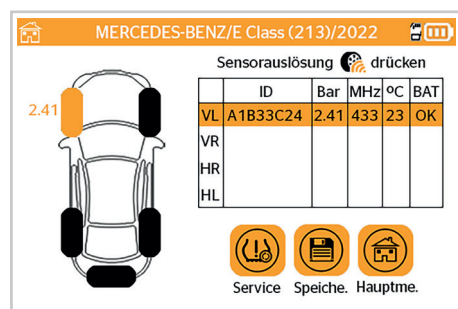 MERCEDES-BENZ/E Class (213)/2022
Sensorauslösung drücken
2.41
ID Bar MHz ºC BAT
VL A1B33C24 2.41 433 23 OK
VR
HR
HL
Service Speiche. Hauptme.